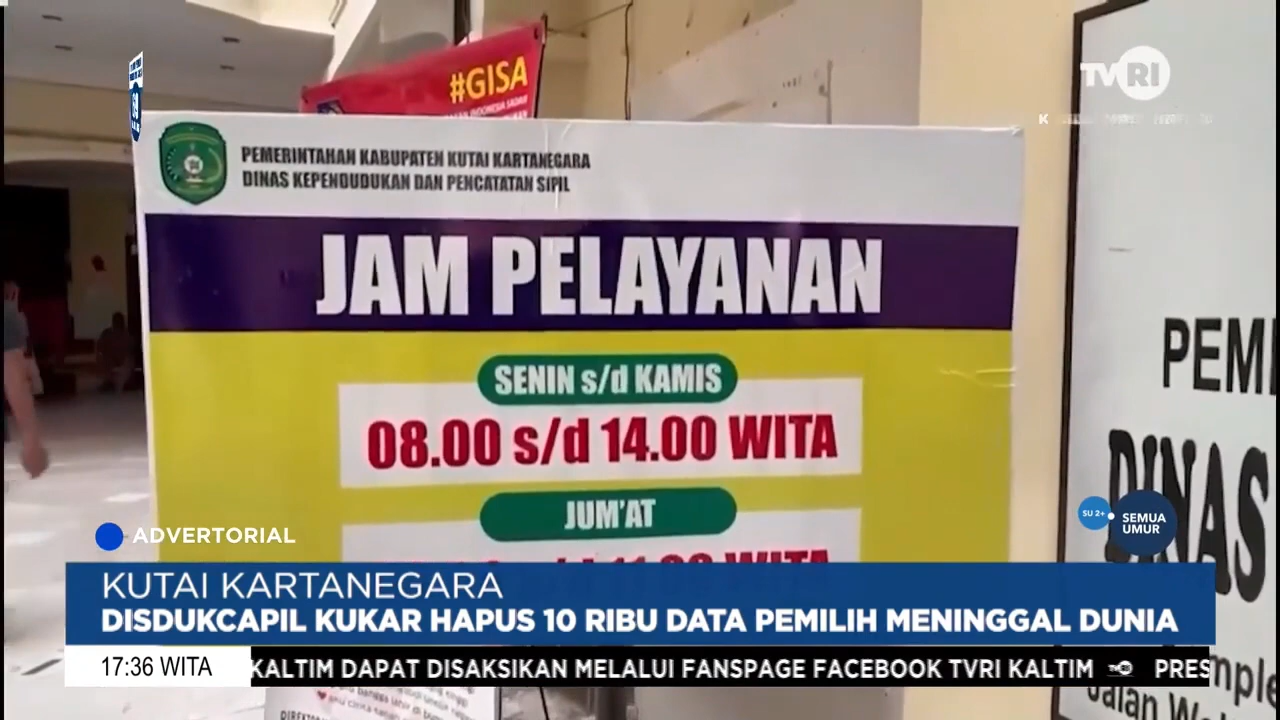 #GISA
TVRI
PEMERINTAHAN KABUPATEN KUTAI KARTANEGARA
DINAS KEPENDUDUKAN DAN PENCATATAN SIPIL
JAM PELAYANAN
SENIN s/d KAMIS
08.00 s/d 14.00 WITA
JUM'AT
WITA
PEM
DINAS
SU 2+
SEMUA
UMUR
ADVERTORIAL
KUTAI KARTANEGARA
DISDUKCAPIL KUKAR HAPUS 10 RIBU DATA PEMILIH MENINGGAL DUNIA
17:36 WITA
KALTIM DAPAT DISAKSIKAN MELALUI FANSPAGE FACEBOOK TVRI KALTIM
PRES
Jalan